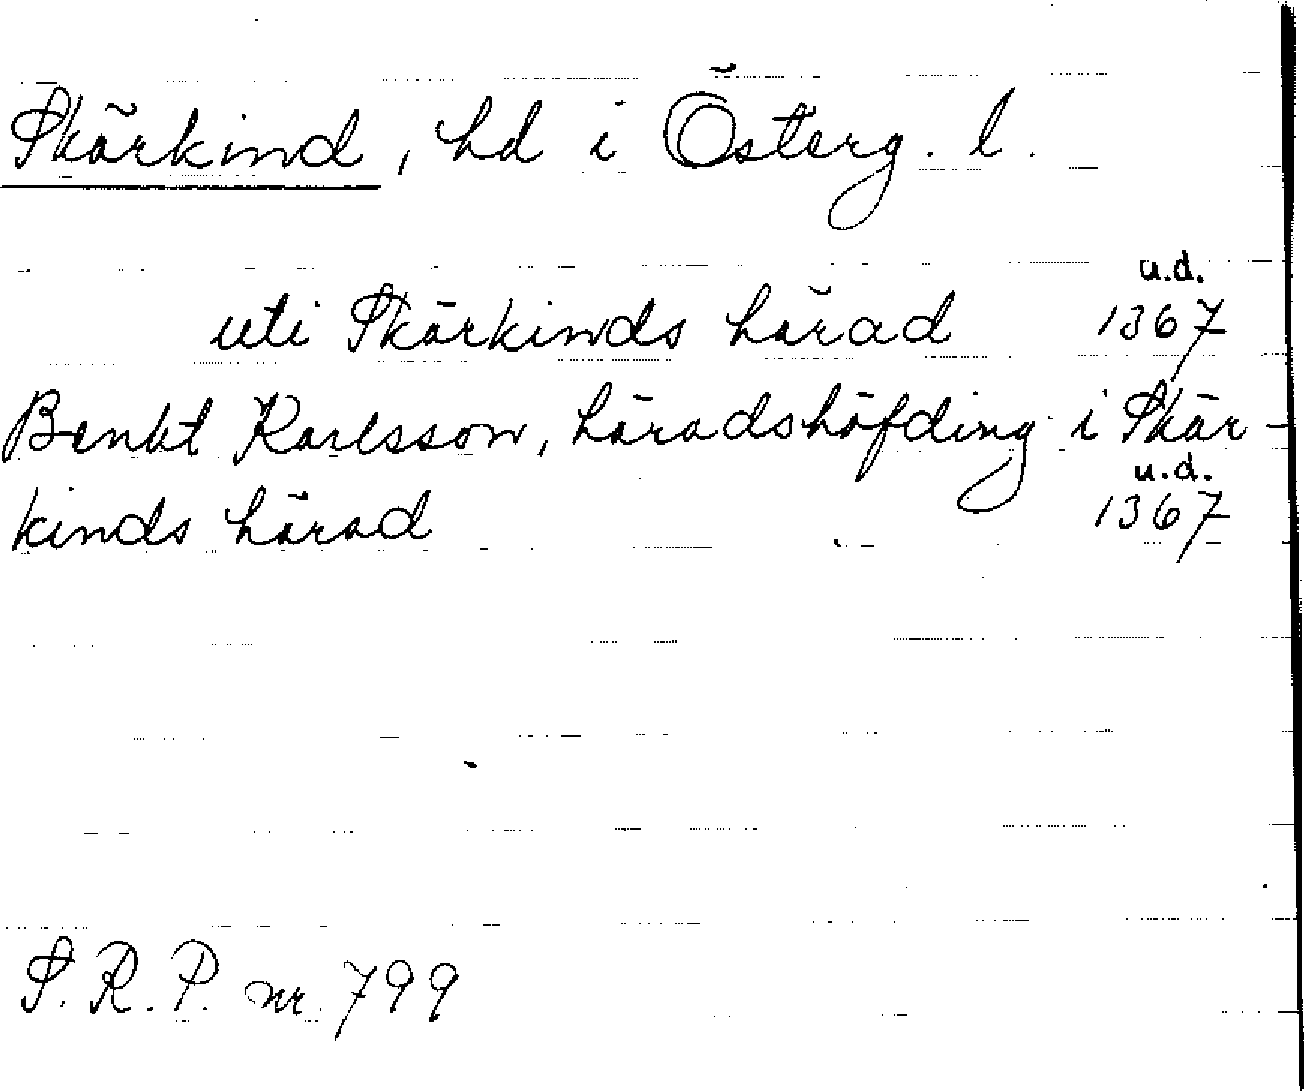 Skärkind, hd i Österg. l.
u.d.
uti Skärkinds härad 1367
Benkt Karlsson, häradshöfding i Skär-
u.d.
kinds härad 1367
S. R. P. nr. 799